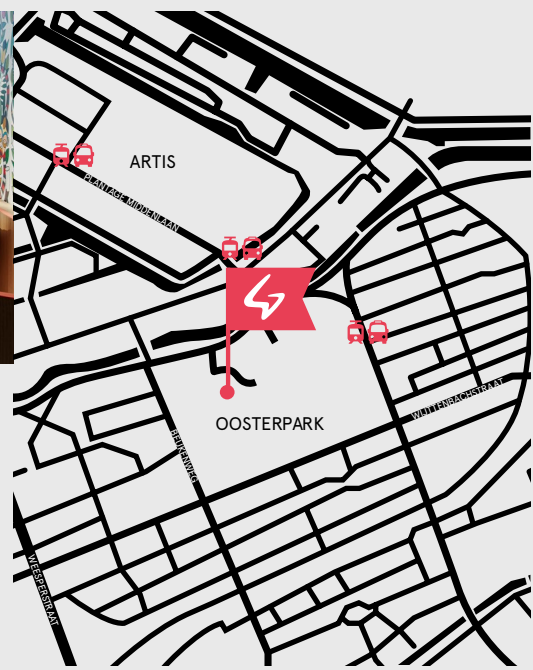 ARTIS
PLANTAGE MIDDENLAAN
OOSTERPARK
WIJTTENBACHSTRAAT
BEUKENWEG
WEESPERSTRAAT